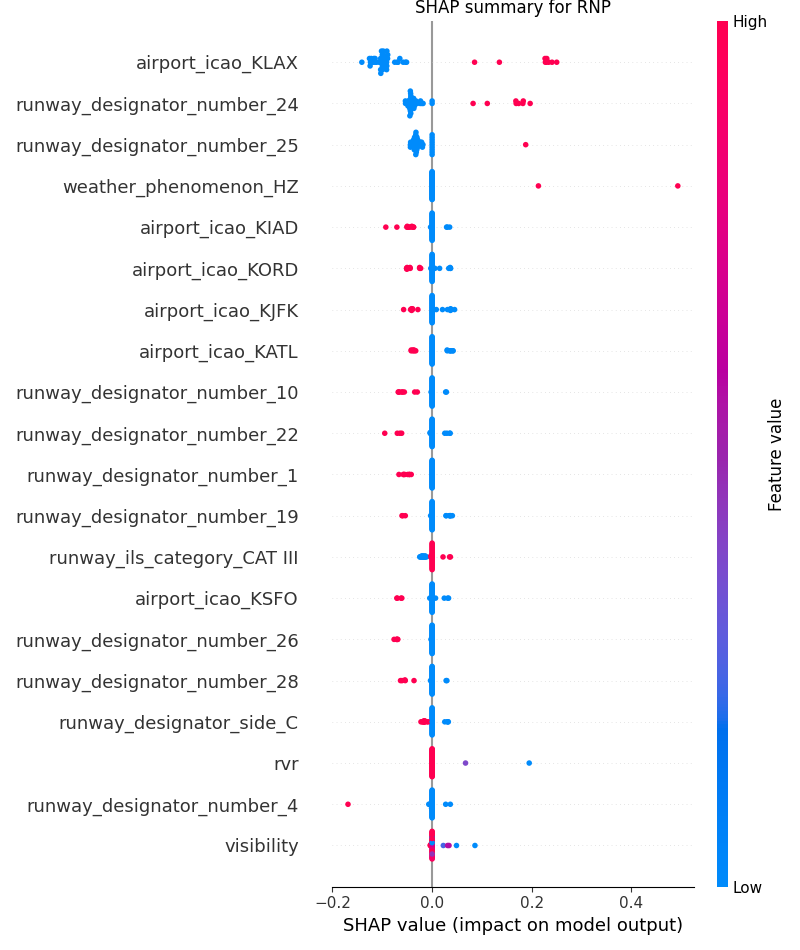 SHAP summary for RNP
High
airport_icao_KLAX
runway_designator_number_24
runway_designator_number_25
weather_phenomenon_HZ
airport_icao_KIAD
airport_icao_KORD
airport_icao_KJFK
airport_icao_KATL
runway_designator_number_10
runway_designator_number_22
runway_designator_number_1
runway_designator_number_19
runway_ils_category_CAT III
airport_icao_KSFO
runway_designator_number_26
runway_designator_number_28
runway_designator_side_C
rvr
runway_designator_number_4
visibility
Feature value
Low
−0.2 0.0 0.2 0.4
SHAP value (impact on model output)